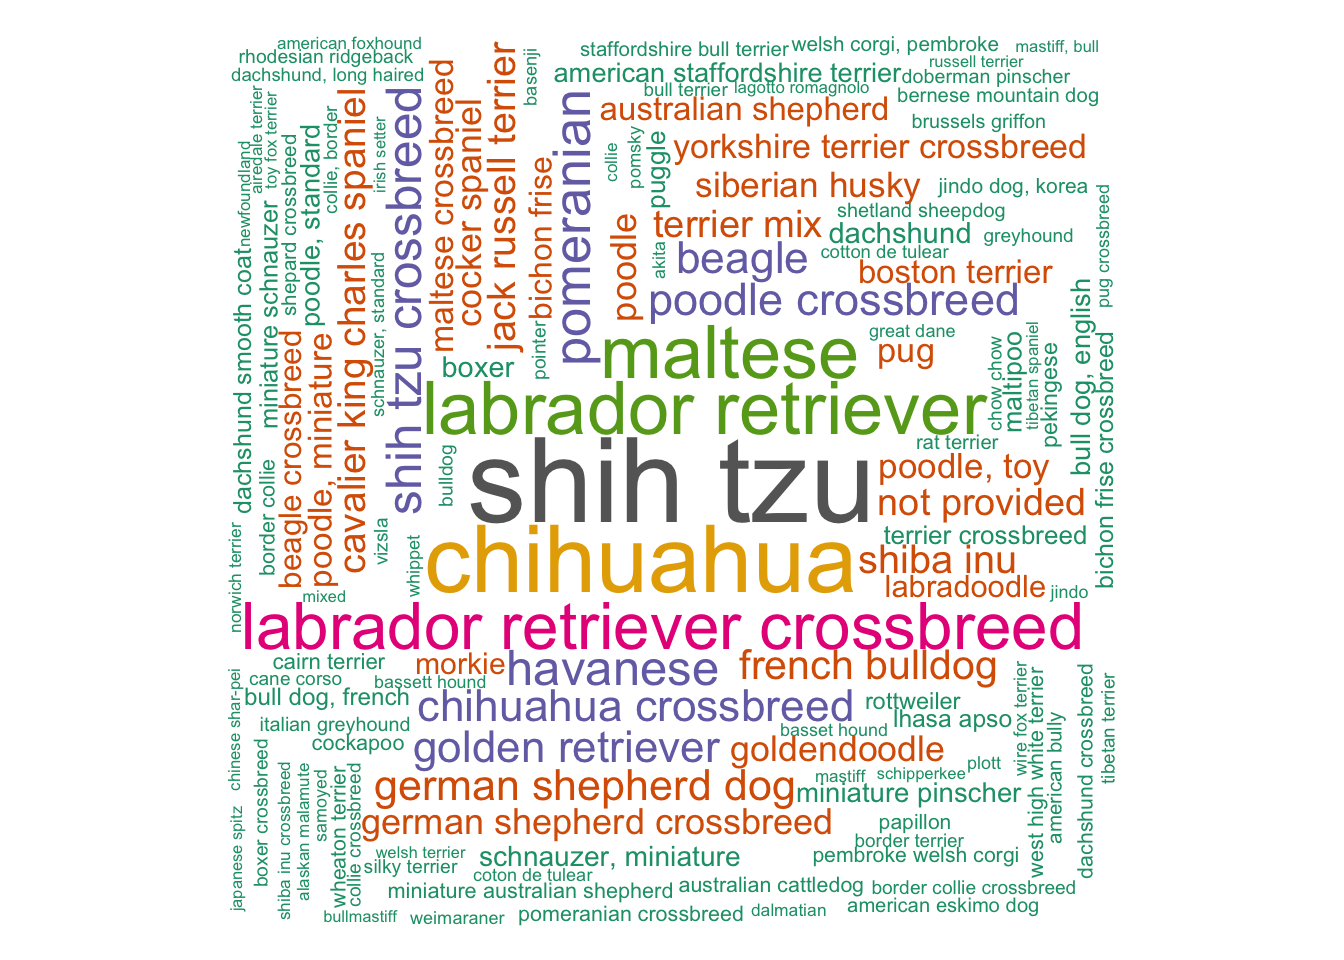 american foxhound
rhodesian ridgeback
dachshund, long haired
staffordshire bull terrier
welsh corgi, pembroke
mastiff, bull
russell terrier
american staffordshire terrier
doberman pinscher
bull terrier
lagotto romagnolo
bernese mountain dog
australian shepherd
brussels griffon
yorkshire terrier crossbreed
siberian husky
jindo dog, korea
shetland sheepdog
terrier mix
dachshund
greyhound
beagle
cotton de tulear
boston terrier
poodle crossbreed
great dane
maltese
pug
boxer
labrador retriever
rat terrier
shih tzu
poodle, toy
not provided
terrier crossbreed
chihuahua
shiba inu
labradoodle
jindo
mixed
labrador retriever crossbreed
cairn terrier
morkie
havanese
french bulldog
cane corso
bassett hound
bull dog, french
chihuahua crossbreed
rottweiler
lhasa apso
italian greyhound
basset hound
cockapoo
golden retriever
goldendoodle
plott
mastiff
schipperkee
german shepherd dog
miniature pinscher
german shepherd crossbreed
papillon
border terrier
welsh terrier
schnauzer, miniature
pembroke welsh corgi
silky terrier
coton de tulear
miniature australian shepherd
australian cattledog
border collie crossbreed
american eskimo dog
bullmastiff
weimaraner
pomeranian crossbreed
dalmatian
dachshund smooth coat
newfoundland
airedale terrier
toy fox terrier
miniature schnauzer
shepard crossbreed
poodle, standard
collie, border
cavalier king charles spaniel
irish setter
schnauzer, standard
shih tzu crossbreed
maltese crossbreed
cocker spaniel
jack russell terrier
basenji
bichon frise
pointer
pomeranian
collie
pomsky
puggle
poodle
akita
beagle crossbreed
poodle, miniature
border collie
norwich terrier
vizsla
whippet
bulldog
chow chow
maltipoo
tibetan spaniel
pekingese
bull dog, english
pug crossbreed
bichon frise crossbreed
chinese shar-pei
japanese spitz
boxer crossbreed
shiba inu crossbreed
alaskan malamute
samoyed
wheaton terrier
collie crossbreed
wire fox terrier
west high white terrier
american bully
dachshund crossbreed
tibetan terrier